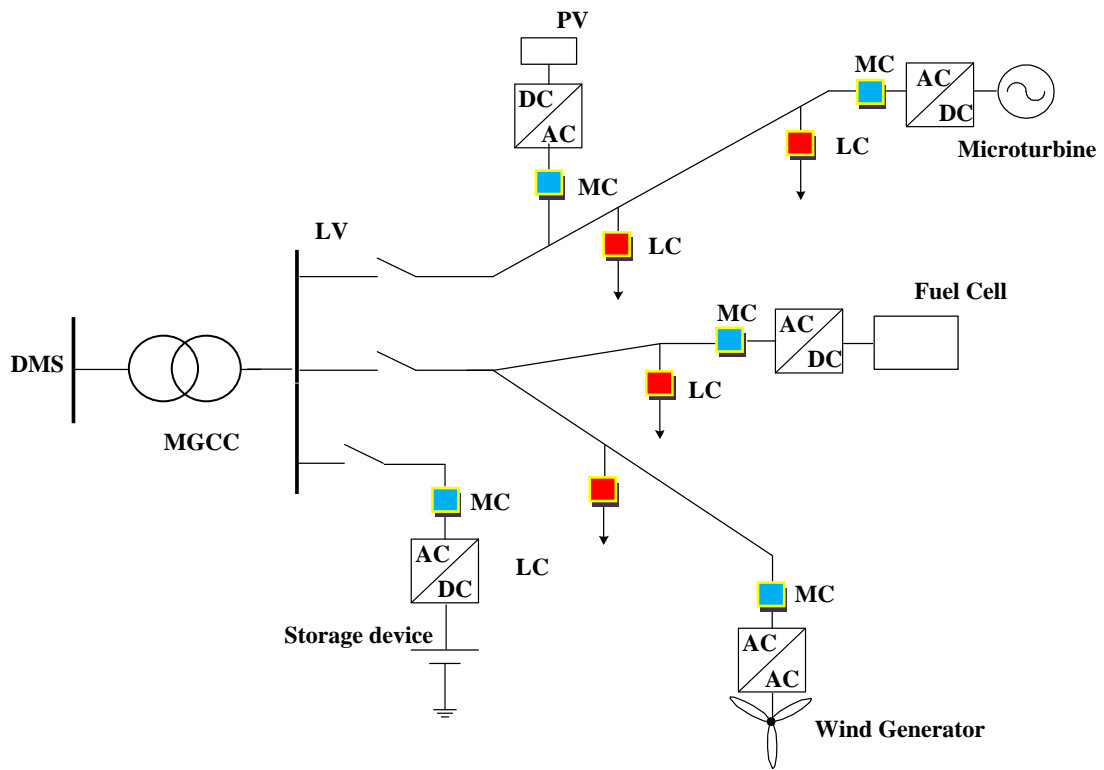 PV
MC
AC
DC
DC
AC
LC
Microturbine
MC
LV
LC
Fuel Cell
MC
AC
DC
DMS
LC
MGCC
MC
AC
DC
LC
MC
Storage device
AC
AC
Wind Generator